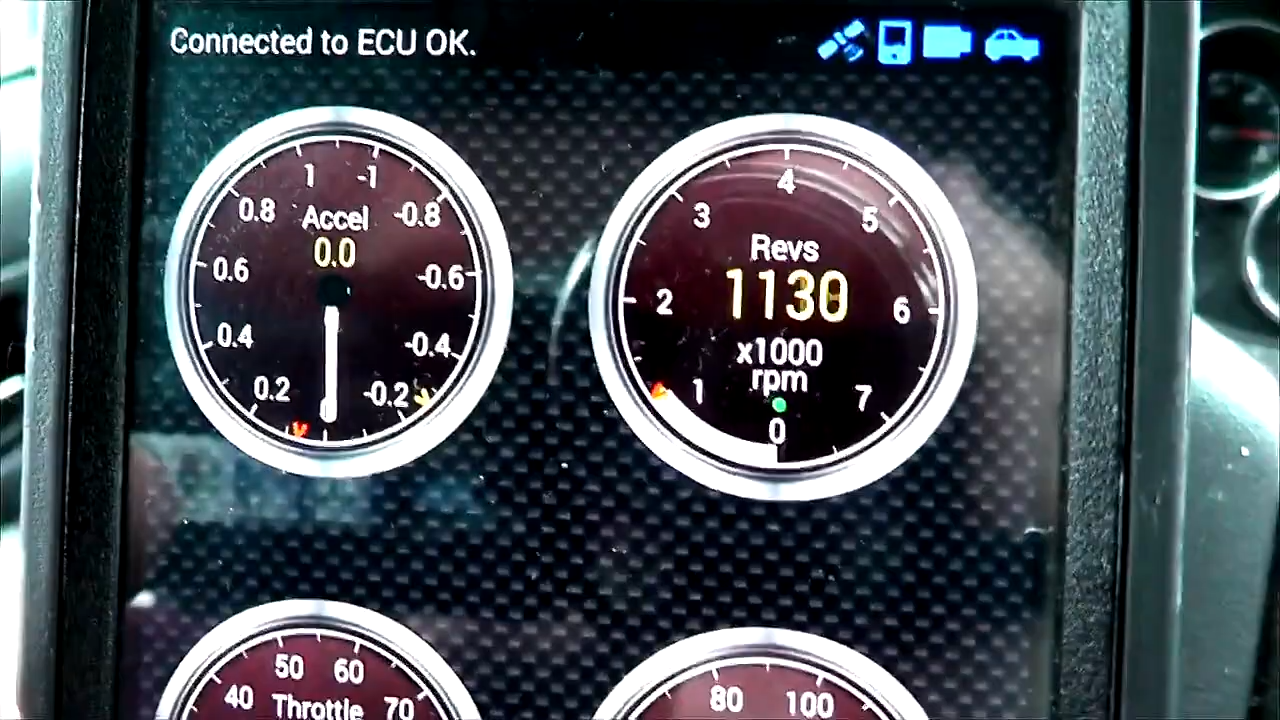 Connected to ECU OK.
1 -1
0.8 Accel -0.8
0.0
0.6 -0.6
0.4 -0.4
0.2 -0.2
0
4
3 5
Revs
1130
2 6
x1000
rpm
1 7
0
50 60
40 Throttle 70
80 100